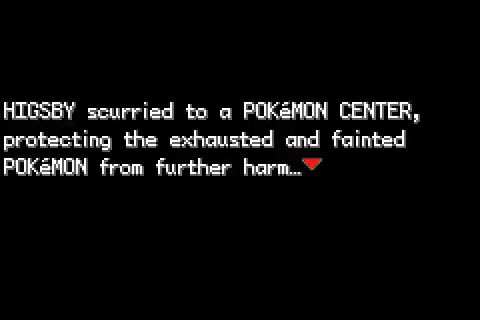 HIGSBY scurried to a POKéMON CENTER,
protecting the exhausted and fainted
POKéMON from further harm…